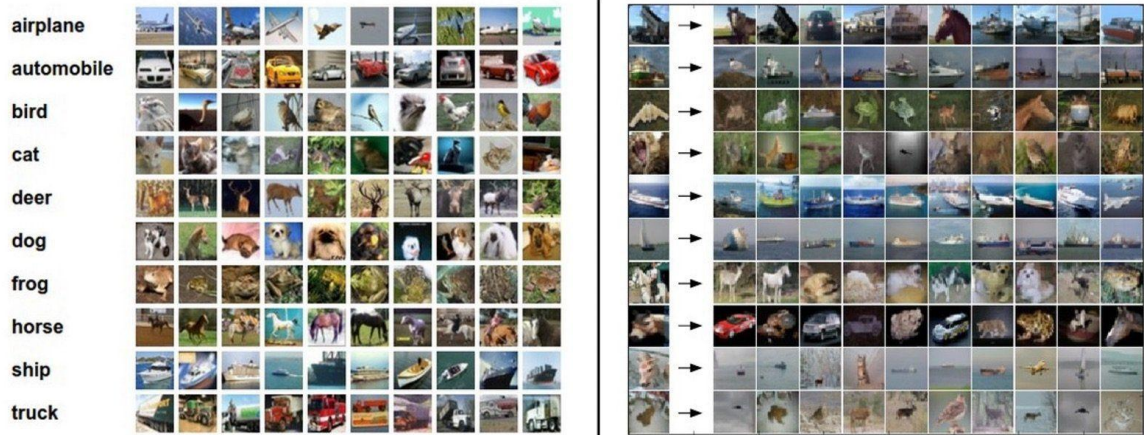 airplane
automobile
bird
cat
deer
dog
frog
horse
ship
truck